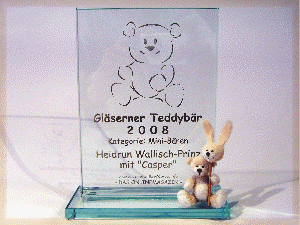 Gläserner Teddybär
2008
Kategorie: Mini-Bären
Heidrun Wallisch-Prinz
mit "Casper"